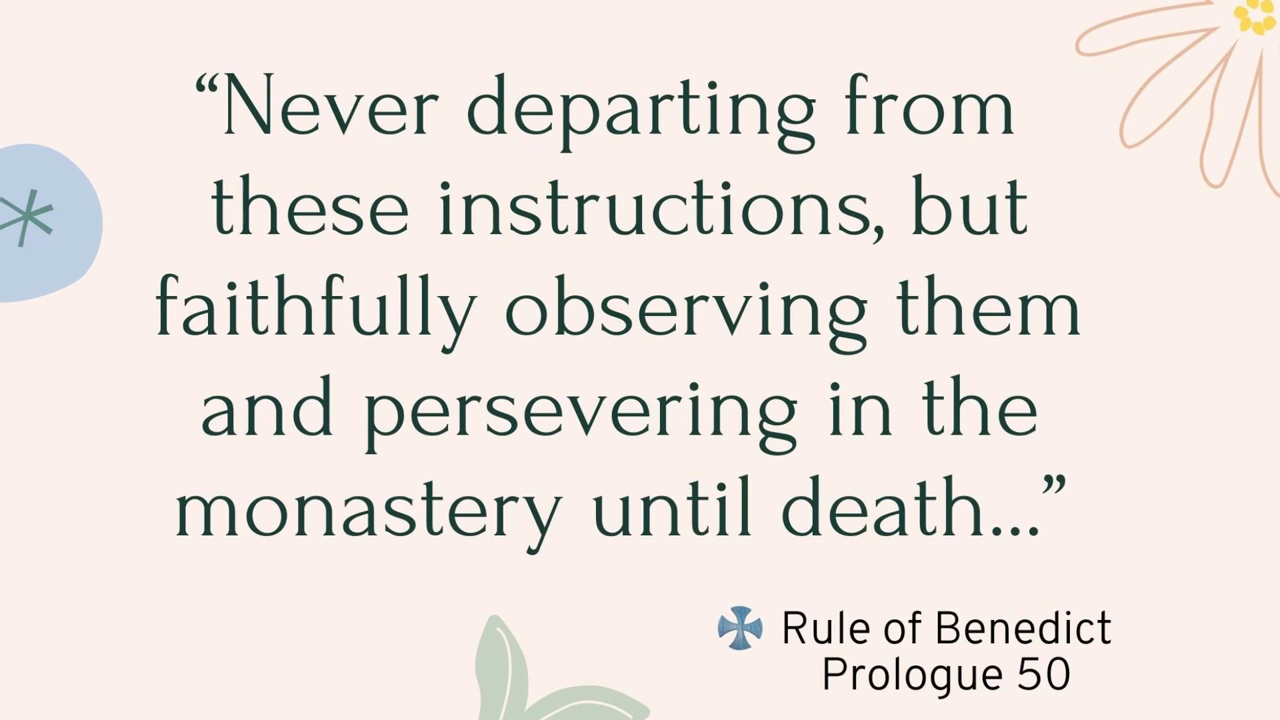 “Never departing from
these instructions, but
faithfully observing them
and persevering in the
monastery until death...”
Rule of Benedict
Prologue 50